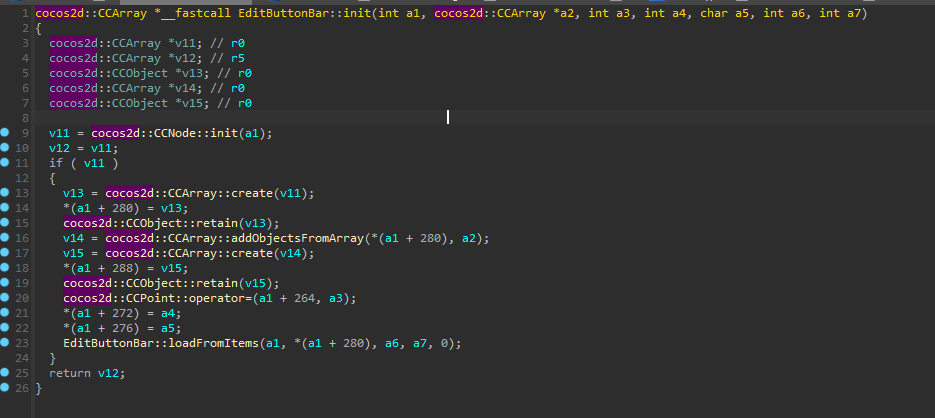 1 cocos2d::CCArray *__fastcall EditButtonBar::init(int a1, cocos2d::CCArray *a2, int a3, int a4, char a5, int a6, int a7)
2 {
3   cocos2d::CCArray *v11; // r0
4   cocos2d::CCArray *v12; // r5
5   cocos2d::CCObject *v13; // r0
6   cocos2d::CCArray *v14; // r0
7   cocos2d::CCObject *v15; // r0
8
9   v11 = cocos2d::CCNode::init(a1);
10   v12 = v11;
11   if ( v11 )
12   {
13     v13 = cocos2d::CCArray::create(v11);
14     *(a1 + 280) = v13;
15     cocos2d::CCObject::retain(v13);
16     v14 = cocos2d::CCArray::addObjectsFromArray(*(a1 + 280), a2);
17     v15 = cocos2d::CCArray::create(v14);
18     *(a1 + 288) = v15;
19     cocos2d::CCObject::retain(v15);
20     cocos2d::CCPoint::operator=(a1 + 264, a3);
21     *(a1 + 272) = a4;
22     *(a1 + 276) = a5;
23     EditButtonBar::loadFromItems(a1, *(a1 + 280), a6, a7, 0);
24   }
25   return v12;
26 }